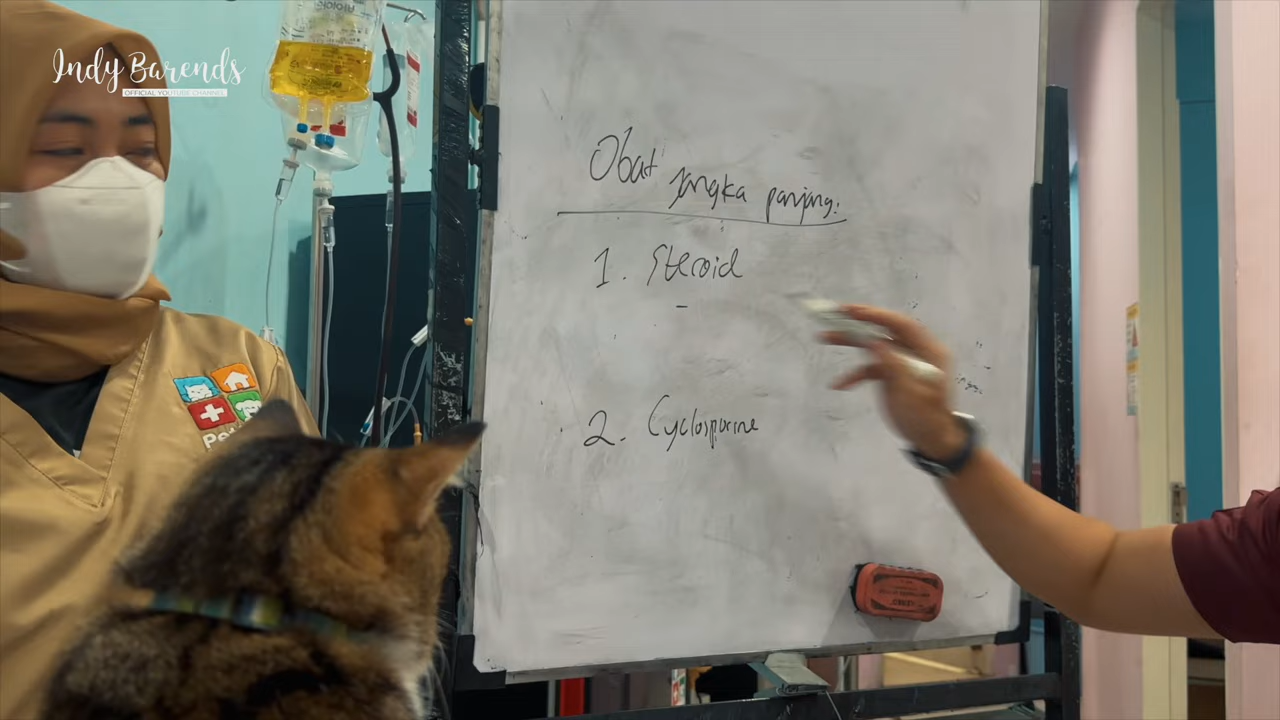 Indy Barends
OFFICIAL YOUTUBE CHANNEL
Obat jangka panjang:
1. Steroid
-
2. Cyclosporine